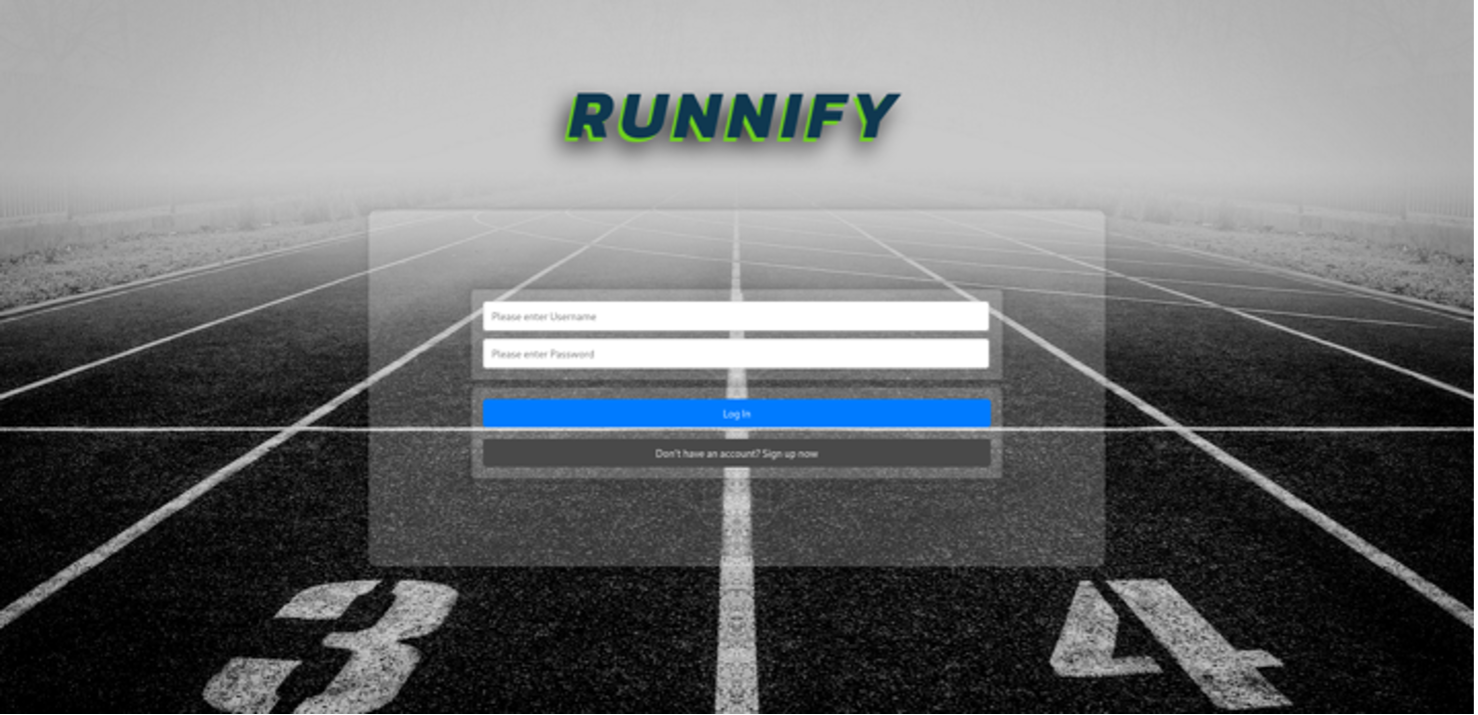 RUNNIFY
Please enter Username
Please enter Password
Log In
Don't have an account? Sign up now
3 4